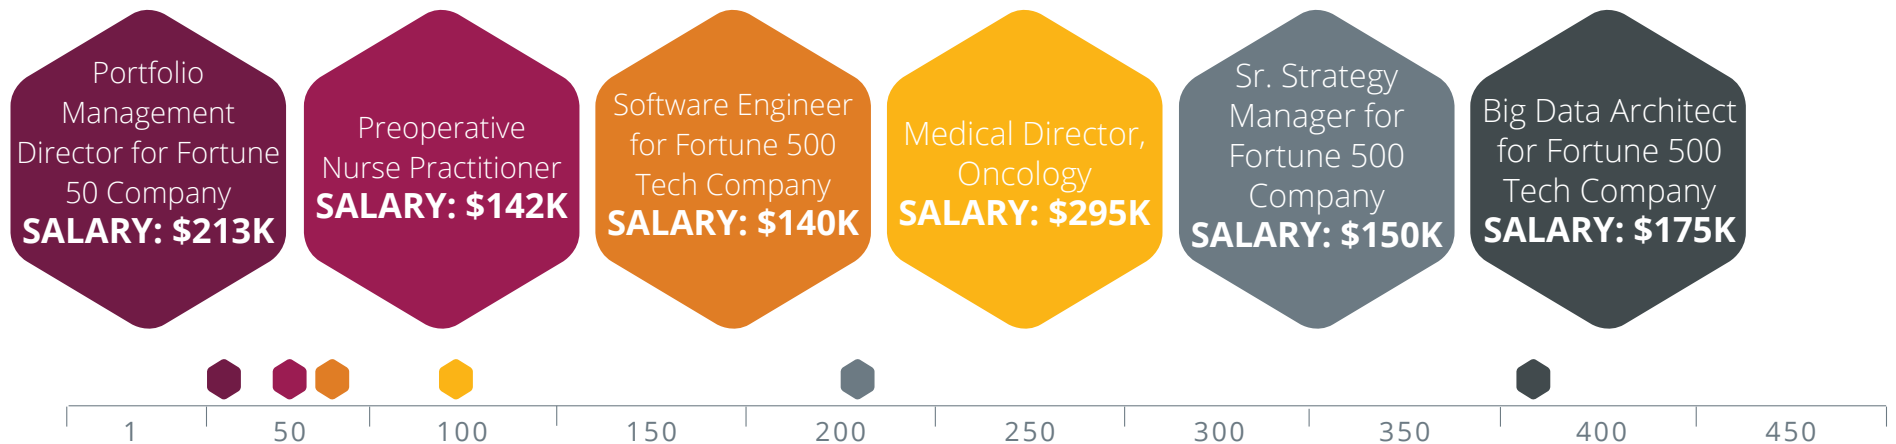 Portfolio
Management
Director for Fortune
50 Company
SALARY: $213K
Preoperative
Nurse Practitioner
SALARY: $142K
Software Engineer
for Fortune 500
Tech Company
SALARY: $140K
Medical Director,
Oncology
SALARY: $295K
Sr. Strategy
Manager for
Fortune 500
Company
SALARY: $150K
Big Data Architect
for Fortune 500
Tech Company
SALARY: $175K
1 50 100 150 200 250 300 350 400 450